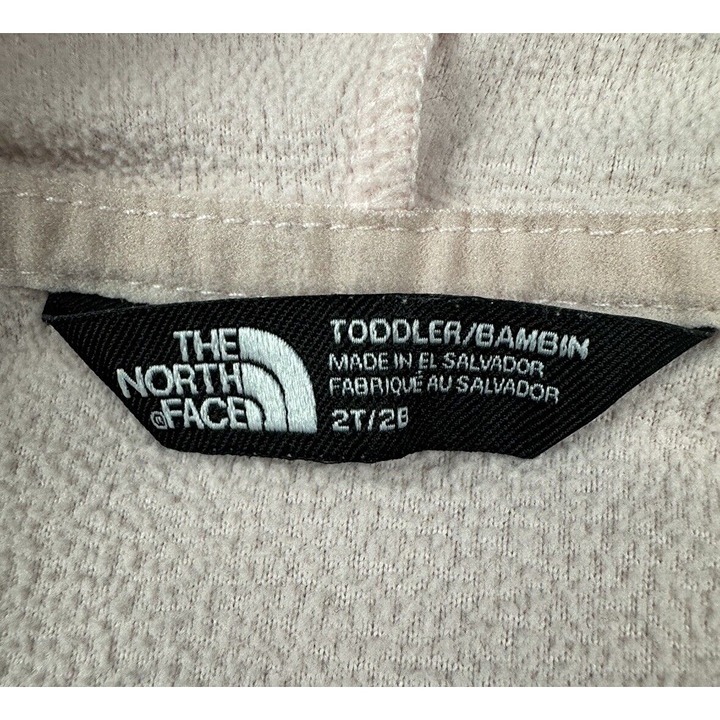 THE
NORTH
® FACE
TODDLER/BAMBIN
MADE IN EL SALVADOR
FABRIQUÉ AU SALVADOR
2T/2B